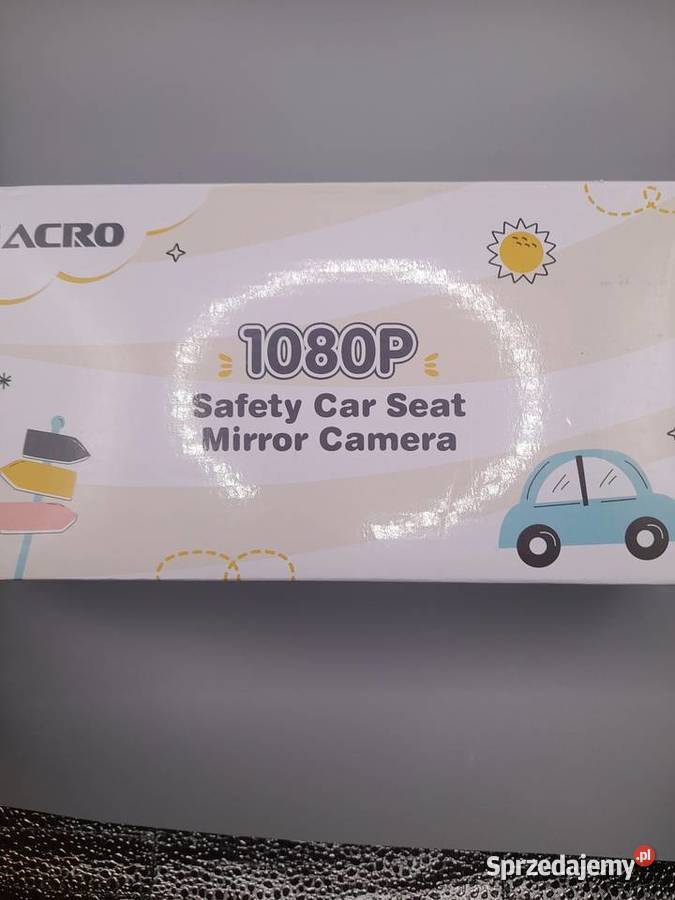 ACRO
1080P
Safety Car Seat
Mirror Camera
Sprzedajemy.pl